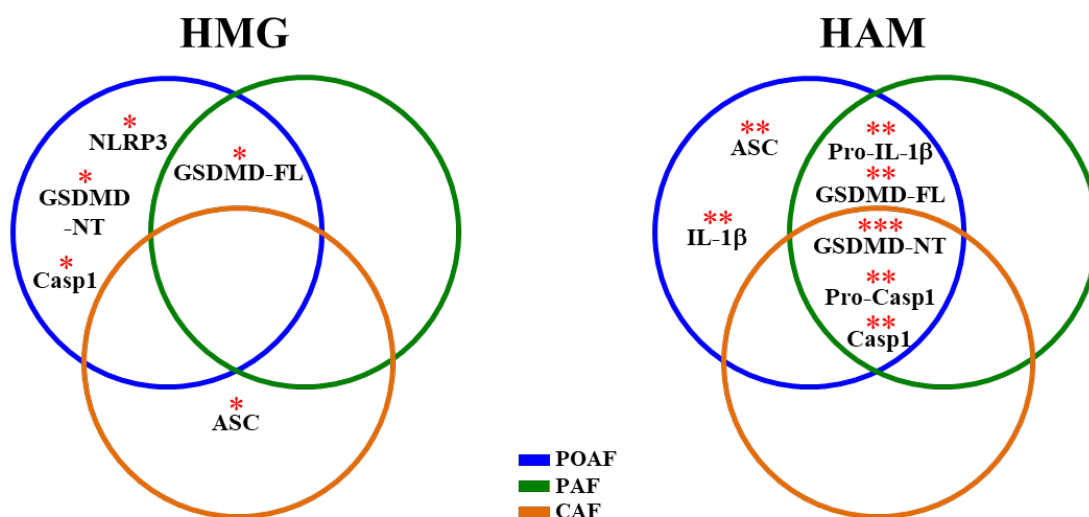 HMG
*
NLRP3
*
GSDMD
-NT
*
Casp1
*
GSDMD-FL
*
ASC
HAM
**
ASC
**
IL-1β
**
Pro-IL-1β
**
GSDMD-FL
***
GSDMD-NT
**
Pro-Casp1
**
Casp1
POAF
PAF
CAF